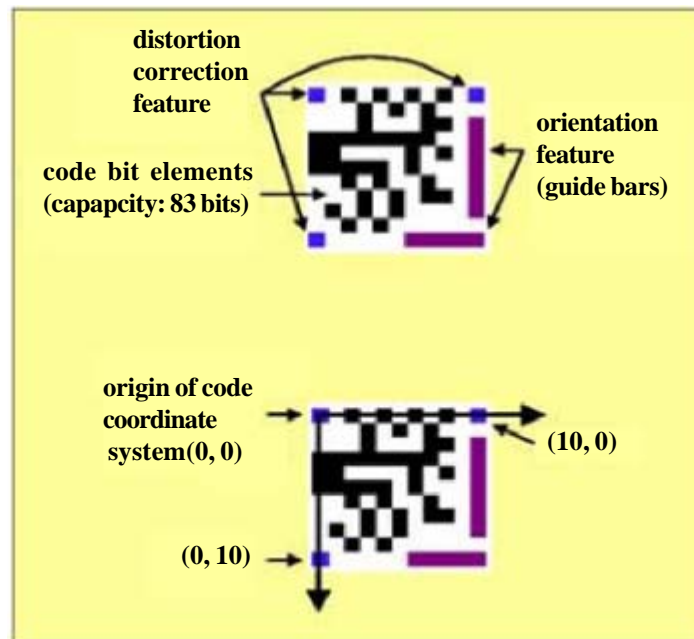 distortion
correction
feature
orientation
feature
(guide bars)
code bit elements
(capapcity: 83 bits)
origin of code
coordinate
system(0, 0)
(10, 0)
(0, 10)